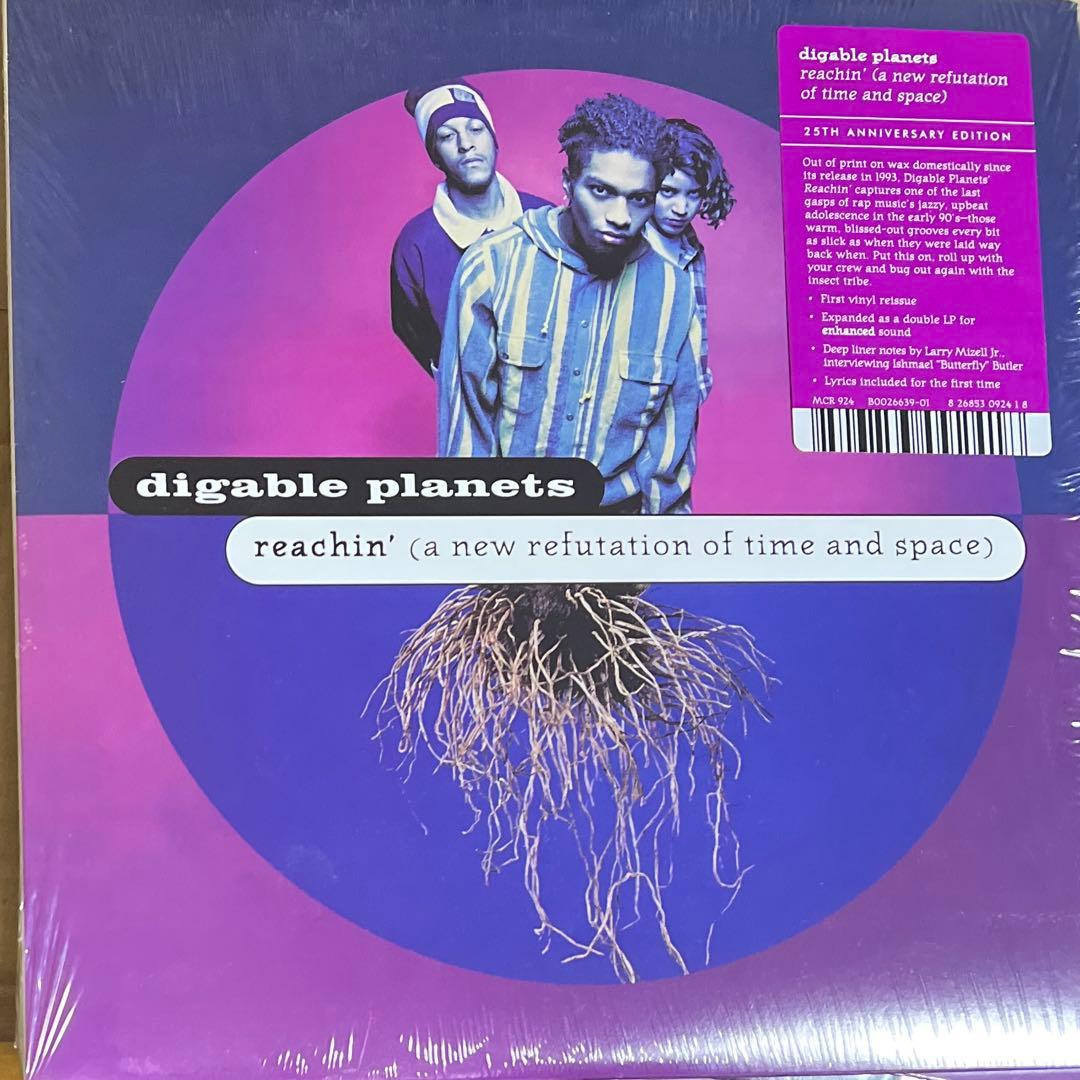 digable planets
reachin' (a new refutation
of time and space)
25TH ANNIVERSARY EDITION
Out of print on wax domestically since
its release in 1993, Digable Planets'
Reachin' captures one of the last
gasps of rap music's jazzy, upbeat
adolescence in the early 90's—those
warm, blissed-out grooves every bit
as slick as when they were laid way
back when. Put this on, roll up with
your crew and bug out again with the
insect tribe.
• First vinyl reissue
• Expanded as a double LP for
enhanced sound
• Deep liner notes by Larry Mizell Jr.,
interviewing Ishmael "Butterfly" Butler
• Lyrics included for the first time
MCR 924 B0026639-01 8 26853 0924 1 8
digable planets
reachin' (a new refutation of time and space)